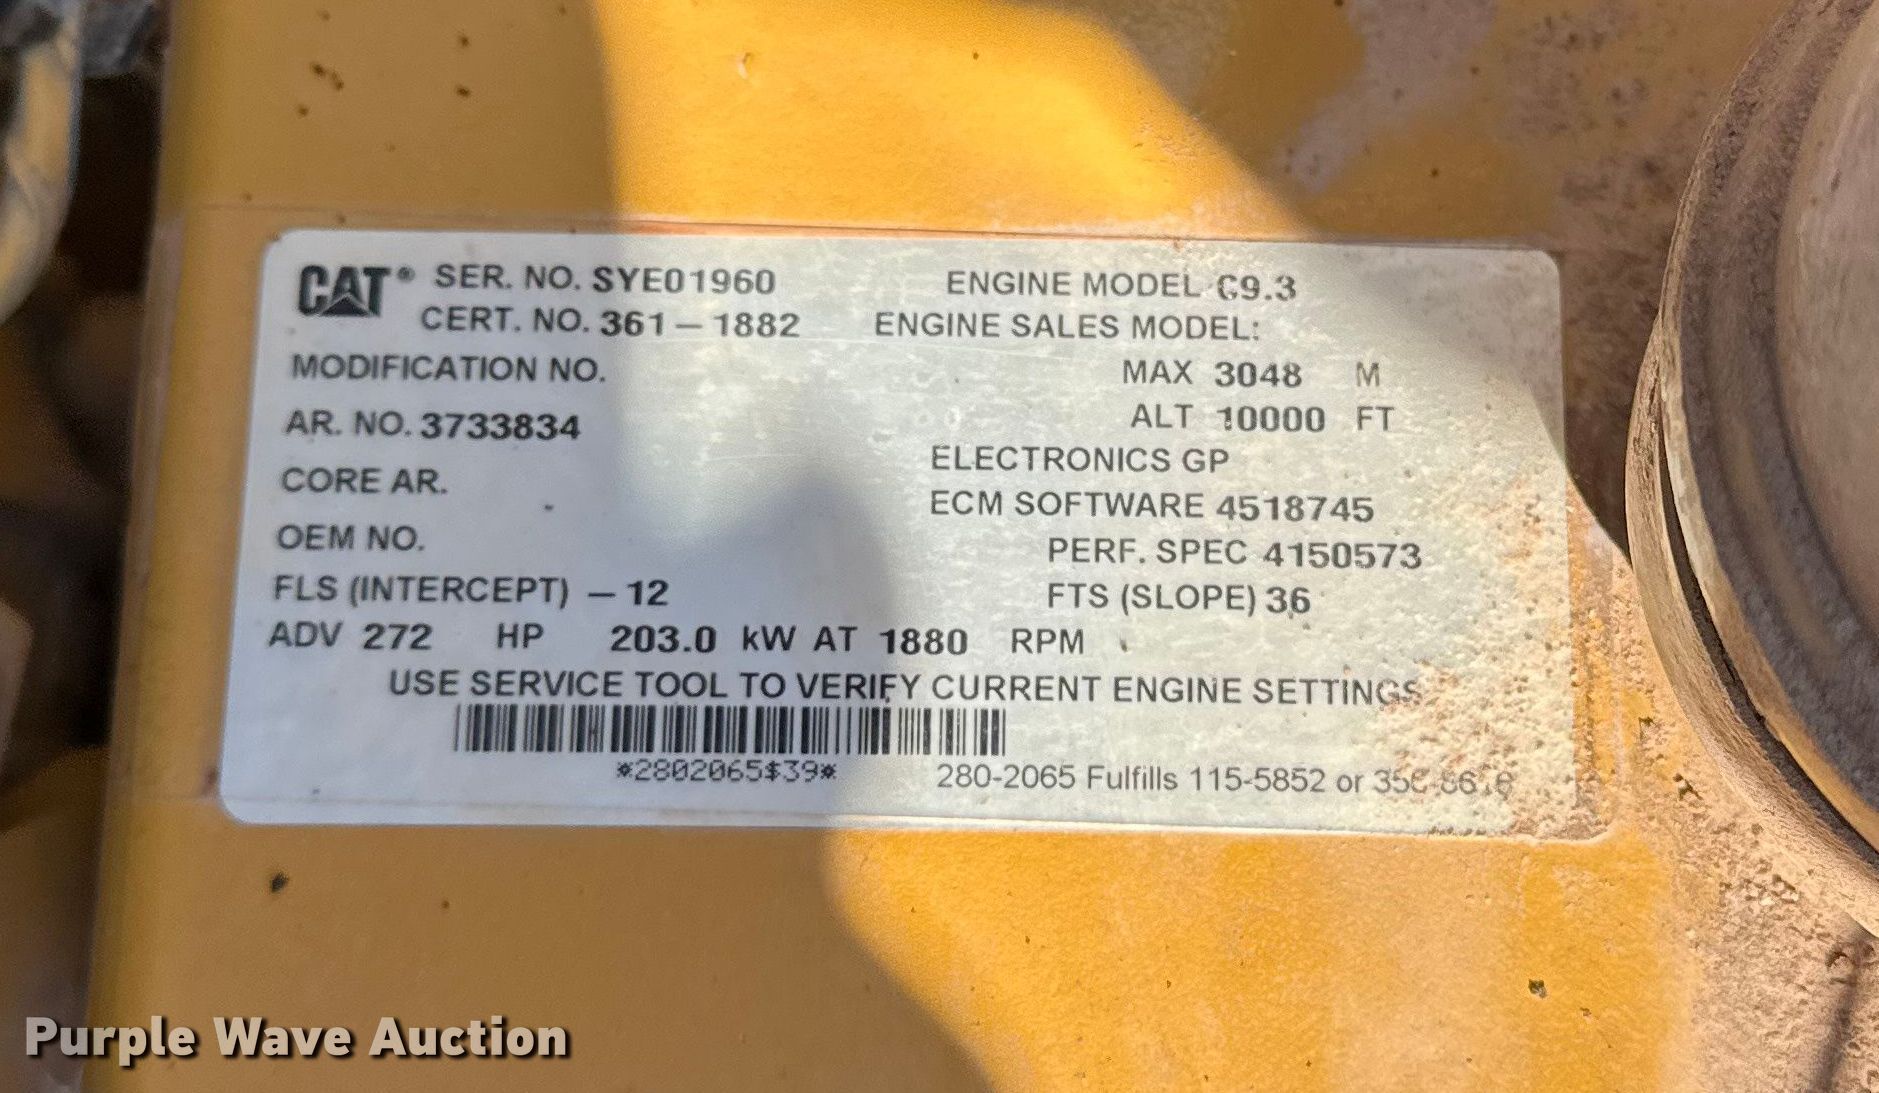 CAT® SER. NO. SYE01960 ENGINE MODEL C9.3
CERT. NO. 361-1882 ENGINE SALES MODEL:
MODIFICATION NO. MAX 3048 M
AR. NO. 3733834 ALT 10000 FT
ELECTRONICS GP
CORE AR. ECM SOFTWARE 4518745
OEM NO. PERF. SPEC 4150573
FLS (INTERCEPT) -12 FTS (SLOPE) 36
ADV 272 HP 203.0 kW AT 1880 RPM
USE SERVICE TOOL TO VERIFY CURRENT ENGINE SETTINGS
*2802065$39* 280-2065 Fulfills 115-5852 or
Purple Wave Auction